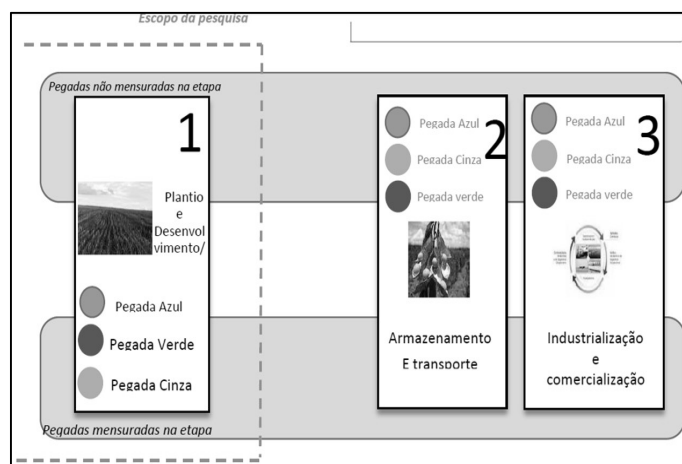 Escopo da pesquisa
Pegadas não mensuradas na etapa
1
Plantio
e
Desenvol
vimento/
Pegada Azul
Pegada Verde
Pegada Cinza
Pegadas mensuradas na etapa
2
Pegada Azul
Pegada Cinza
Pegada verde
Armazenamento
E transporte
3
Pegada Azul
Pegada Cinza
Pegada verde
Industrialização
e
comercialização